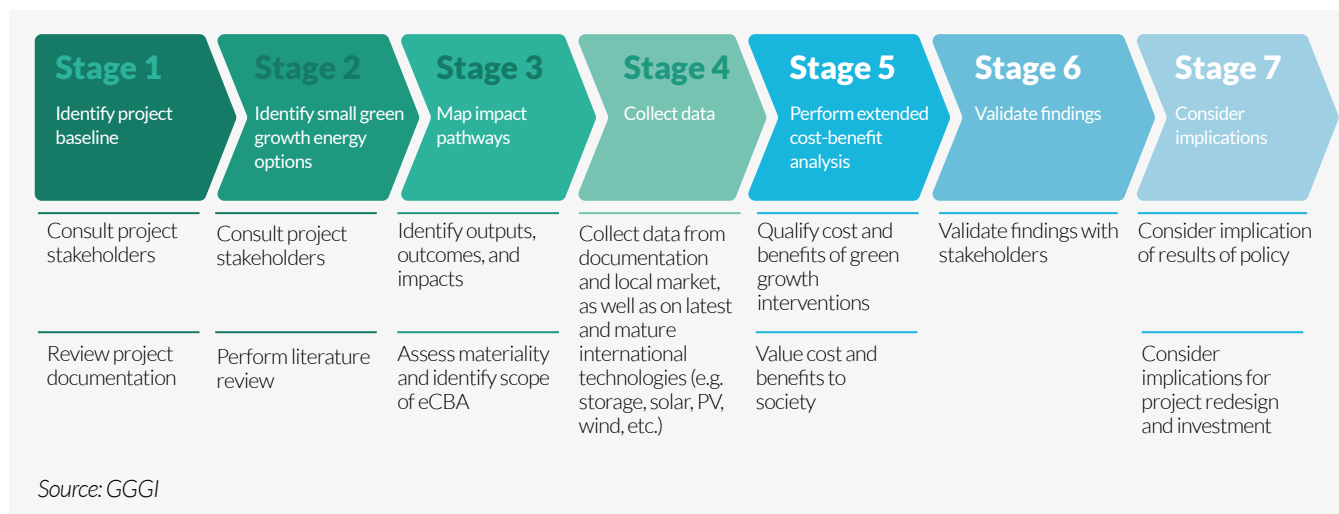 Stage 1
Identify project
baseline
Stage 2
Identify small green
growth energy
options
Stage 3
Map impact
pathways
Stage 4
Collect data
Stage 5
Perform extended
cost-benefit
analysis
Stage 6
Validate findings
Stage 7
Consider
implications
Consult project
stakeholders
Review project
documentation
Consult project
stakeholders
Perform literature
review
Identify outputs,
outcomes, and
impacts
Assess materiality
and identify scope
of eCBA
Collect data from
documentation
and local market,
as well as on latest
and mature
international
technologies (e.g.
storage, solar, PV,
wind, etc.)
Qualify cost and
benefits of green
growth
interventions
Value cost and
benefits to
society
Validate findings with
stakeholders
Consider implication
of results of policy
Consider
implications for
project redesign
and investment
Source: GGGI